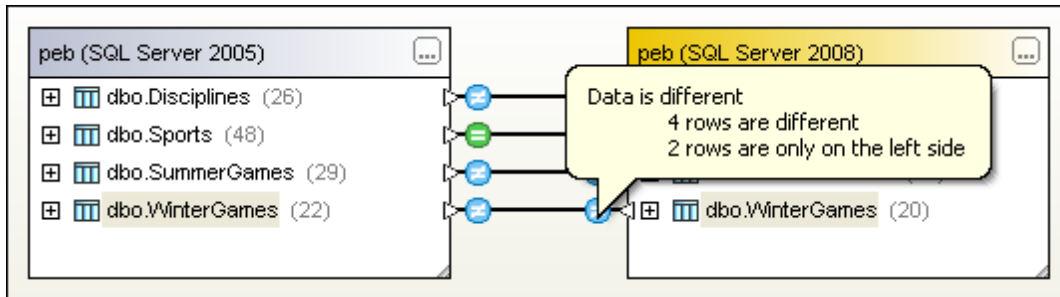 peb (SQL Server 2005)
...
peb (SQL Server 2008)
...
dbo.Disciplines (26)
dbo.Sports (48)
dbo.SummerGames (29)
dbo.WinterGames (22)
Data is different
4 rows are different
2 rows are only on the left side
dbo.WinterGames (20)